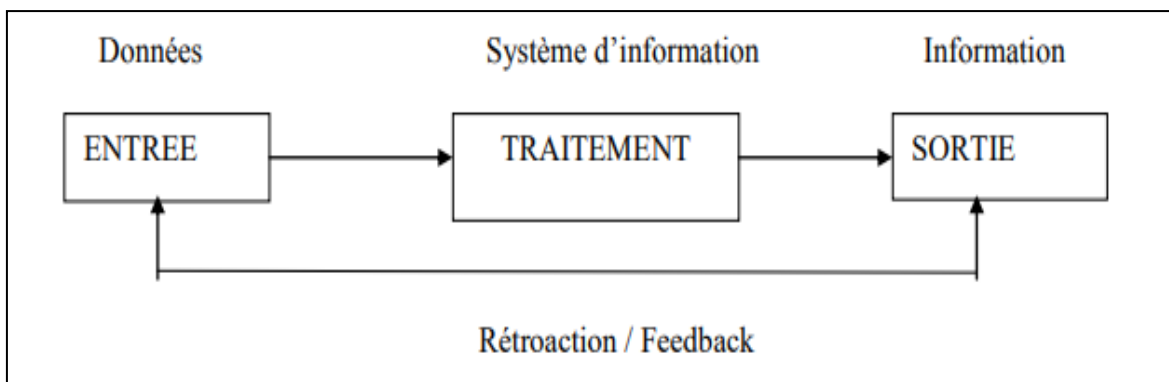 Données Système d’information Information
ENTREE TRAITEMENT SORTIE
Rétroaction / Feedback